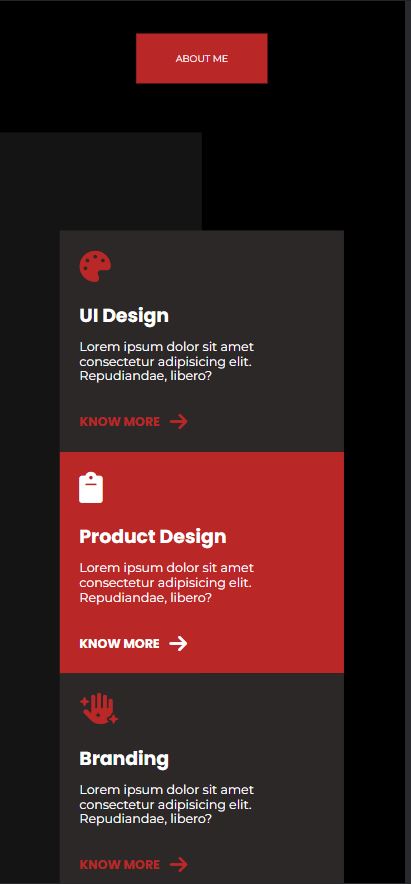 ABOUT ME
UI Design
Lorem ipsum dolor sit amet
consectetur adipisicing elit.
Repudiandae, libero?
KNOW MORE
Product Design
Lorem ipsum dolor sit amet
consectetur adipisicing elit.
Repudiandae, libero?
KNOW MORE
Branding
Lorem ipsum dolor sit amet
consectetur adipisicing elit.
Repudiandae, libero?
KNOW MORE